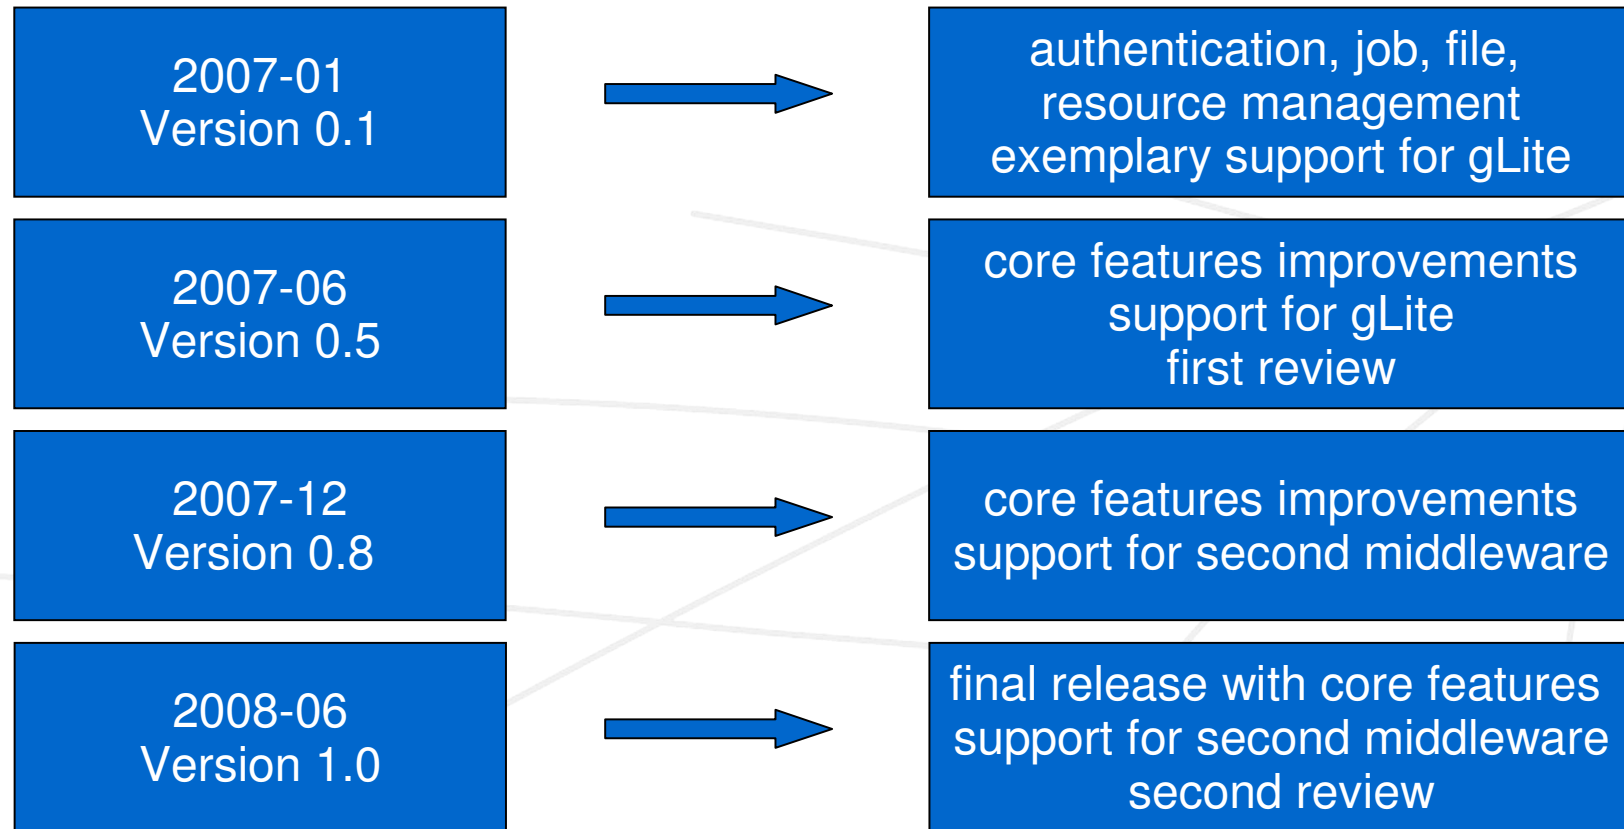 2007-01
Version 0.1
authentication, job, file,
resource management
exemplary support for gLite
2007-06
Version 0.5
core features improvements
support for gLite
first review
2007-12
Version 0.8
core features improvements
support for second middleware
2008-06
Version 1.0
final release with core features
support for second middleware
second review